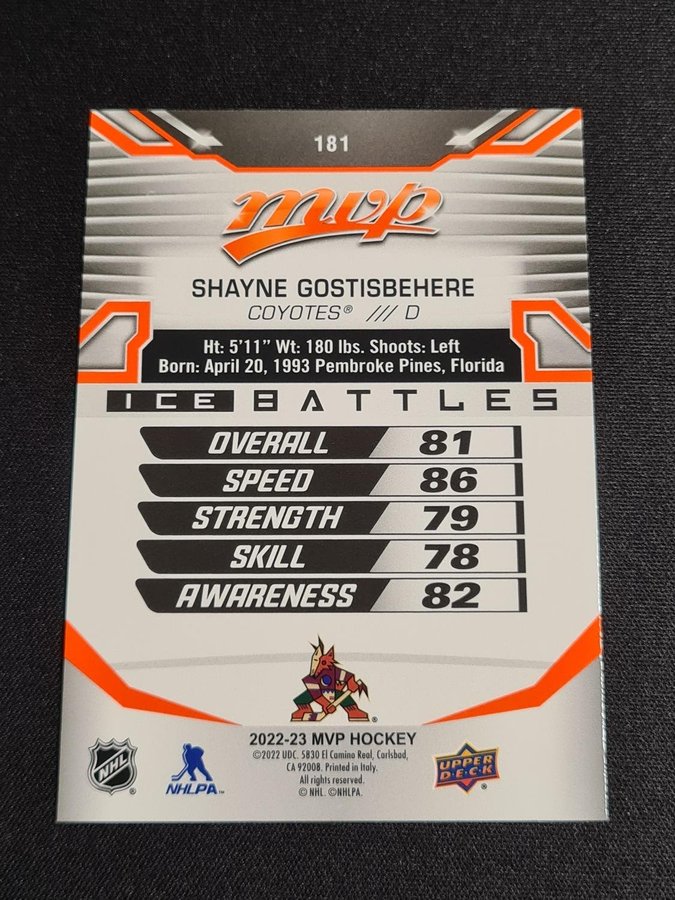 181
mvp
SHAYNE GOSTISBEHERE
COYOTES® /// D
Ht: 5'11" Wt: 180 lbs. Shoots: Left
Born: April 20, 1993 Pembroke Pines, Florida
ICE BATTLES
OVERALL 81
SPEED 86
STRENGTH 79
SKILL 78
AWARENESS 82
®
2022-23 MVP HOCKEY
©2022 UDC. 5830 El Camino Real, Carlsbad,
CA 92008. Printed in Italy.
All rights reserved.
© NHL. ©NHLPA.
NHL ®
NHLPA™
UPPER DECK ®